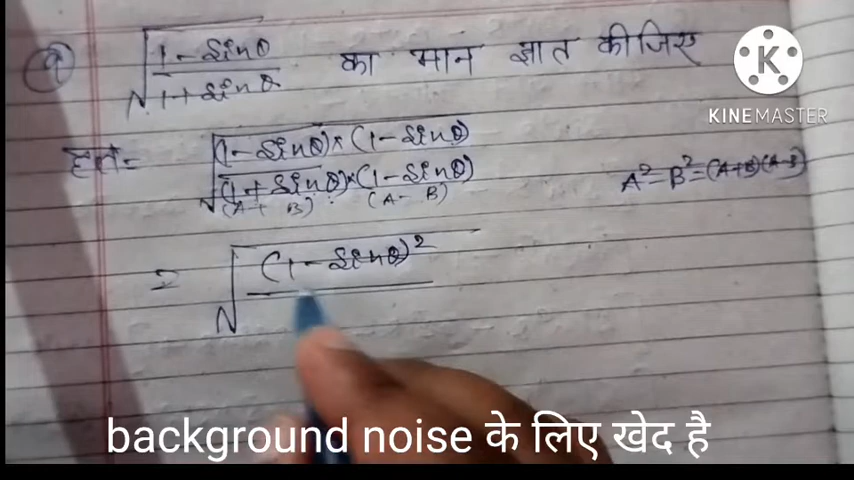 प्र √(1-sinθ / 1+sinθ) का मान ज्ञात कीजिए
K
KINEMASTER
हल:- √((1-sinθ)×(1-sinθ) / (1+sinθ)×(1-sinθ))
(A+ B) (A- B)
A²-B²=(A+B)(A-B)
= √((1-sinθ)²
background noise के लिए खेद है